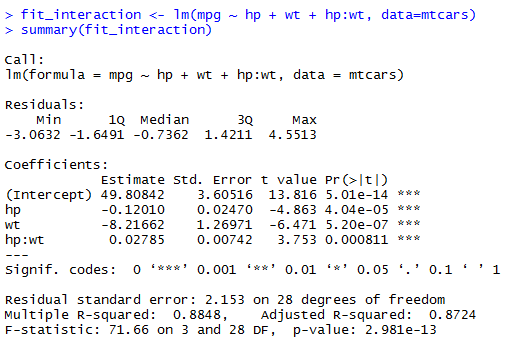 > fit_interaction <- lm(mpg ~ hp + wt + hp:wt, data=mtcars)
> summary(fit_interaction)
Call:
lm(formula = mpg ~ hp + wt + hp:wt, data = mtcars)
Residuals:
    Min      1Q  Median      3Q     Max
-3.0632 -1.6491 -0.7362  1.4211  4.5513
Coefficients:
            Estimate Std. Error t value Pr(>|t|)
(Intercept) 49.80842    3.60516  13.816 5.01e-14 ***
hp          -0.12010    0.02470  -4.863 4.04e-05 ***
wt          -8.21662    1.26971  -6.471 5.20e-07 ***
hp:wt        0.02785    0.00742   3.753 0.000811 ***
---
Signif. codes:  0 ‘***’ 0.001 ‘**’ 0.01 ‘*’ 0.05 ‘.’ 0.1 ‘ ’ 1
Residual standard error: 2.153 on 28 degrees of freedom
Multiple R-squared:  0.8848,    Adjusted R-squared:  0.8724
F-statistic: 71.66 on 3 and 28 DF,  p-value: 2.981e-13